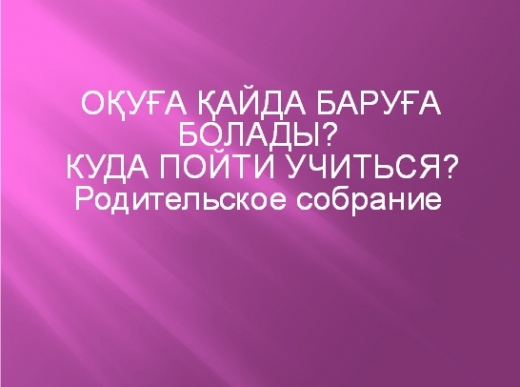 ОҚУҒА ҚАЙДА БАРУҒА
БОЛАДЫ?
КУДА ПОЙТИ УЧИТЬСЯ?
Родительское собрание